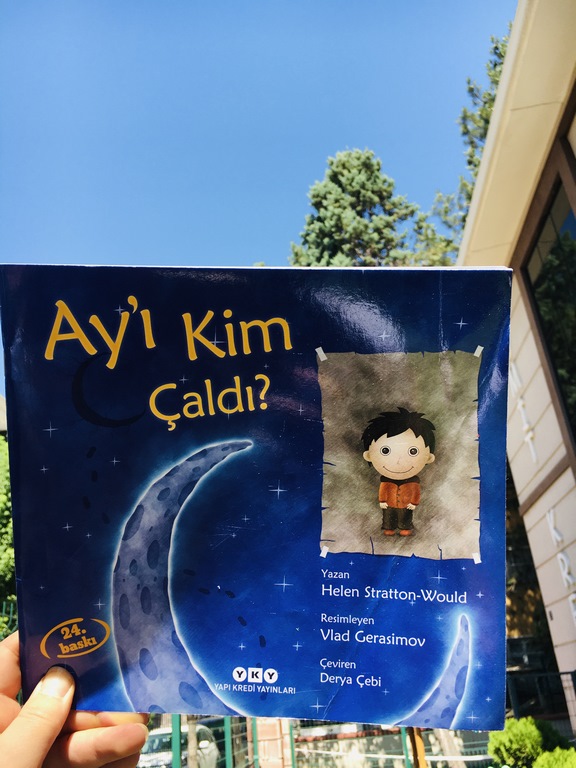 Ay'ı Kim
Çaldı?
Yazan
Helen Stratton-Would
Resimleyen
Vlad Gerasimov
Çeviren
Derya Çebi
24.
baskı
YKY
YAPI KREDİ YAYINLARI